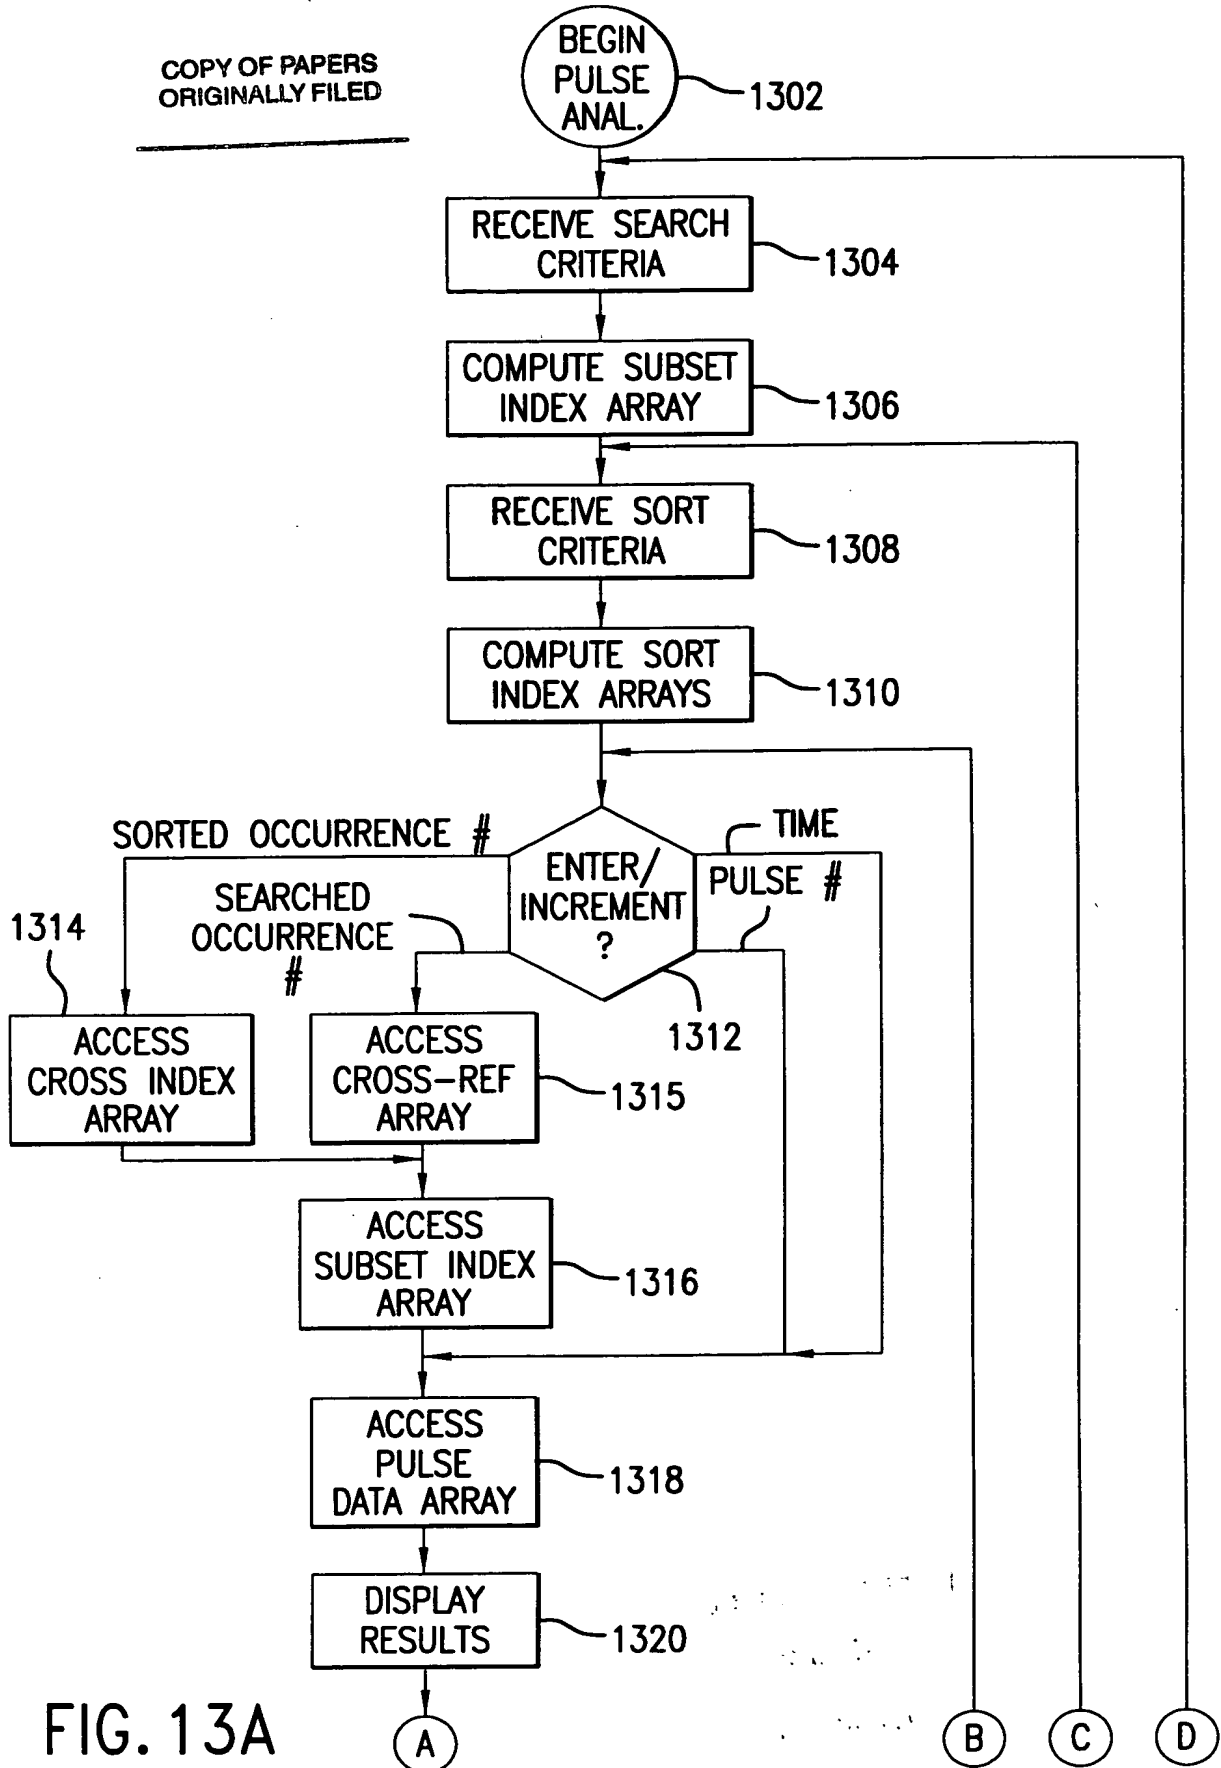 COPY OF PAPERS
ORIGINALLY FILED
BEGIN
PULSE
ANAL.
1302
RECEIVE SEARCH
CRITERIA
1304
COMPUTE SUBSET
INDEX ARRAY
1306
RECEIVE SORT
CRITERIA
1308
COMPUTE SORT
INDEX ARRAYS
1310
SORTED OCCURRENCE #
ENTER/
INCREMENT
?
TIME
PULSE #
SEARCHED
OCCURRENCE
#
1312
1314
ACCESS
CROSS INDEX
ARRAY
ACCESS
CROSS-REF
ARRAY
1315
ACCESS
SUBSET INDEX
ARRAY
1316
ACCESS
PULSE
DATA ARRAY
1318
DISPLAY
RESULTS
1320
FIG. 13A
A
B
C
D